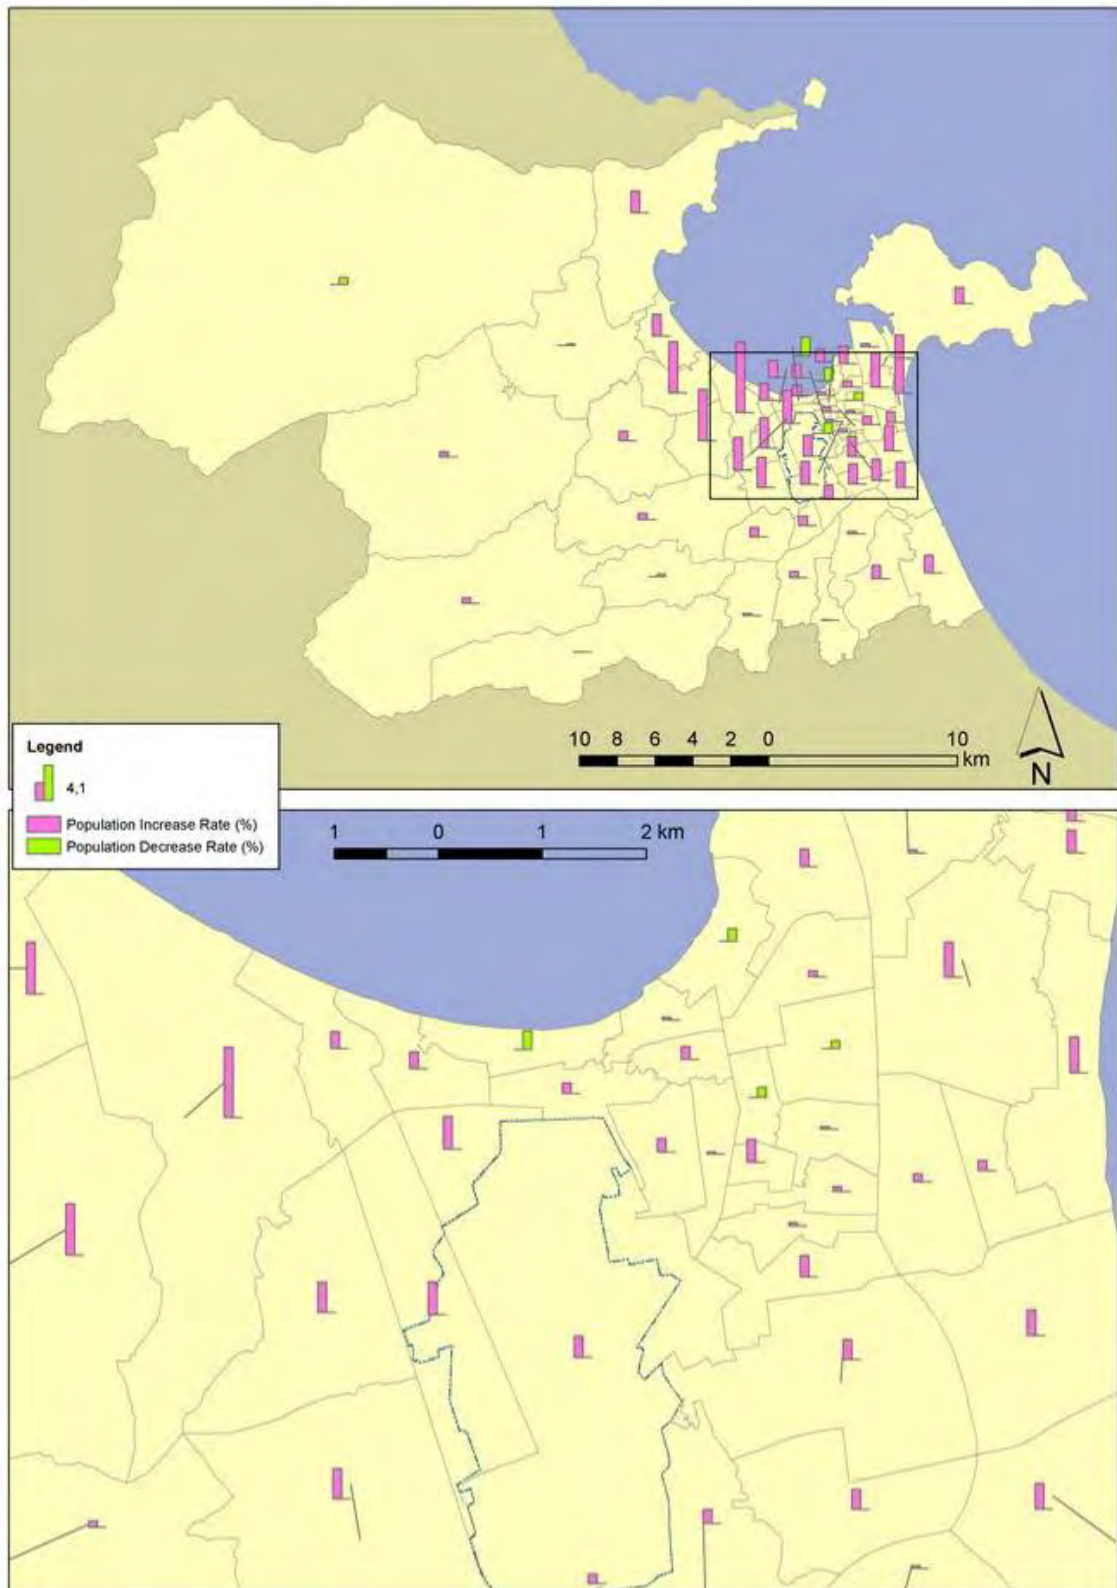 10 8 6 4 2 0 10
km
N
Legend
4,1
Population Increase Rate (%)
Population Decrease Rate (%)
1 0 1 2 km